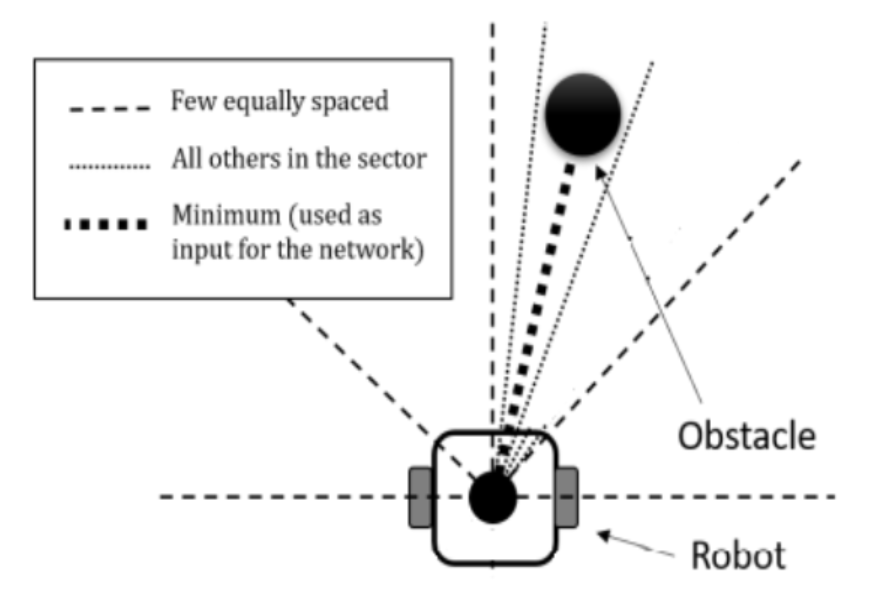 Few equally spaced
All others in the sector
Minimum (used as
input for the network)
Obstacle
Robot